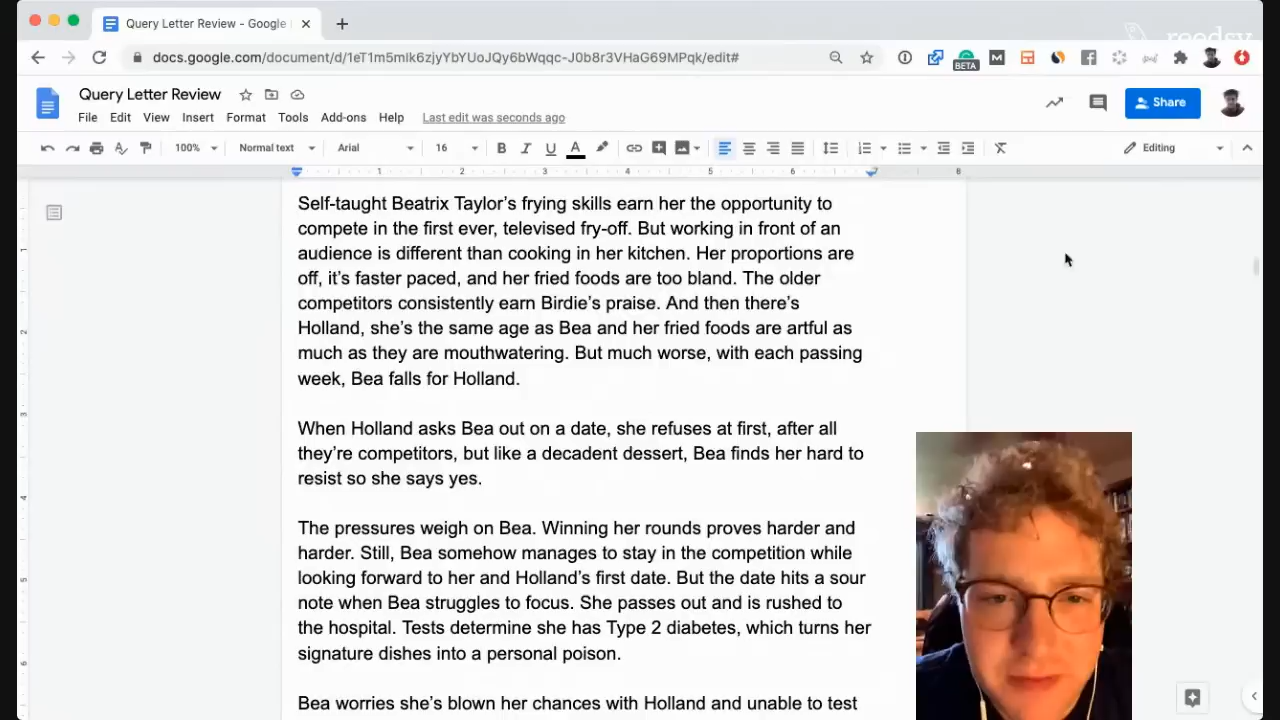 Query Letter Review - Google
reedsy
docs.google.com/document/d/1eT1m5mlk6zjyYbYUoJQy6bWqqc-J0b8r3VHaG69MPqk/edit#
BETA
Query Letter Review
Share
File Edit View Insert Format Tools Add-ons Help Last edit was seconds ago
100% Normal text Arial 16 B I U A Editing
1 2 3 4 5 6 8
Self-taught Beatrix Taylor's frying skills earn her the opportunity to
compete in the first ever, televised fry-off. But working in front of an
audience is different than cooking in her kitchen. Her proportions are
off, it's faster paced, and her fried foods are too bland. The older
competitors consistently earn Birdie's praise. And then there's
Holland, she's the same age as Bea and her fried foods are artful as
much as they are mouthwatering. But much worse, with each passing
week, Bea falls for Holland.
When Holland asks Bea out on a date, she refuses at first, after all
they're competitors, but like a decadent dessert, Bea finds her hard to
resist so she says yes.
The pressures weigh on Bea. Winning her rounds proves harder and
harder. Still, Bea somehow manages to stay in the competition while
looking forward to her and Holland's first date. But the date hits a sour
note when Bea struggles to focus. She passes out and is rushed to
the hospital. Tests determine she has Type 2 diabetes, which turns her
signature dishes into a personal poison.
Bea worries she's blown her chances with Holland and unable to test